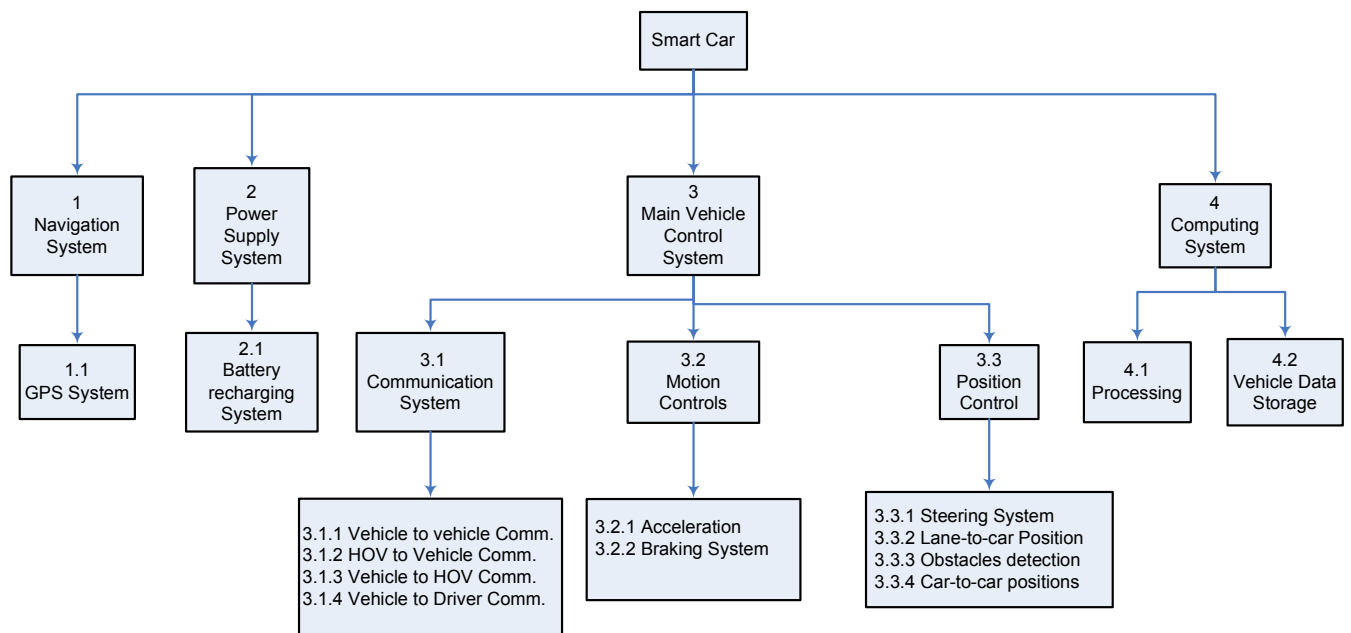 Smart Car
1
Navigation
System
2
Power
Supply
System
3
Main Vehicle
Control
System
4
Computing
System
1.1
GPS System
2.1
Battery
recharging
System
3.1
Communication
System
3.2
Motion
Controls
3.3
Position
Control
4.1
Processing
4.2
Vehicle Data
Storage
3.1.1 Vehicle to vehicle Comm.
3.1.2 HOV to Vehicle Comm.
3.1.3 Vehicle to HOV Comm.
3.1.4 Vehicle to Driver Comm.
3.2.1 Acceleration
3.2.2 Braking System
3.3.1 Steering System
3.3.2 Lane-to-car Position
3.3.3 Obstacles detection
3.3.4 Car-to-car positions